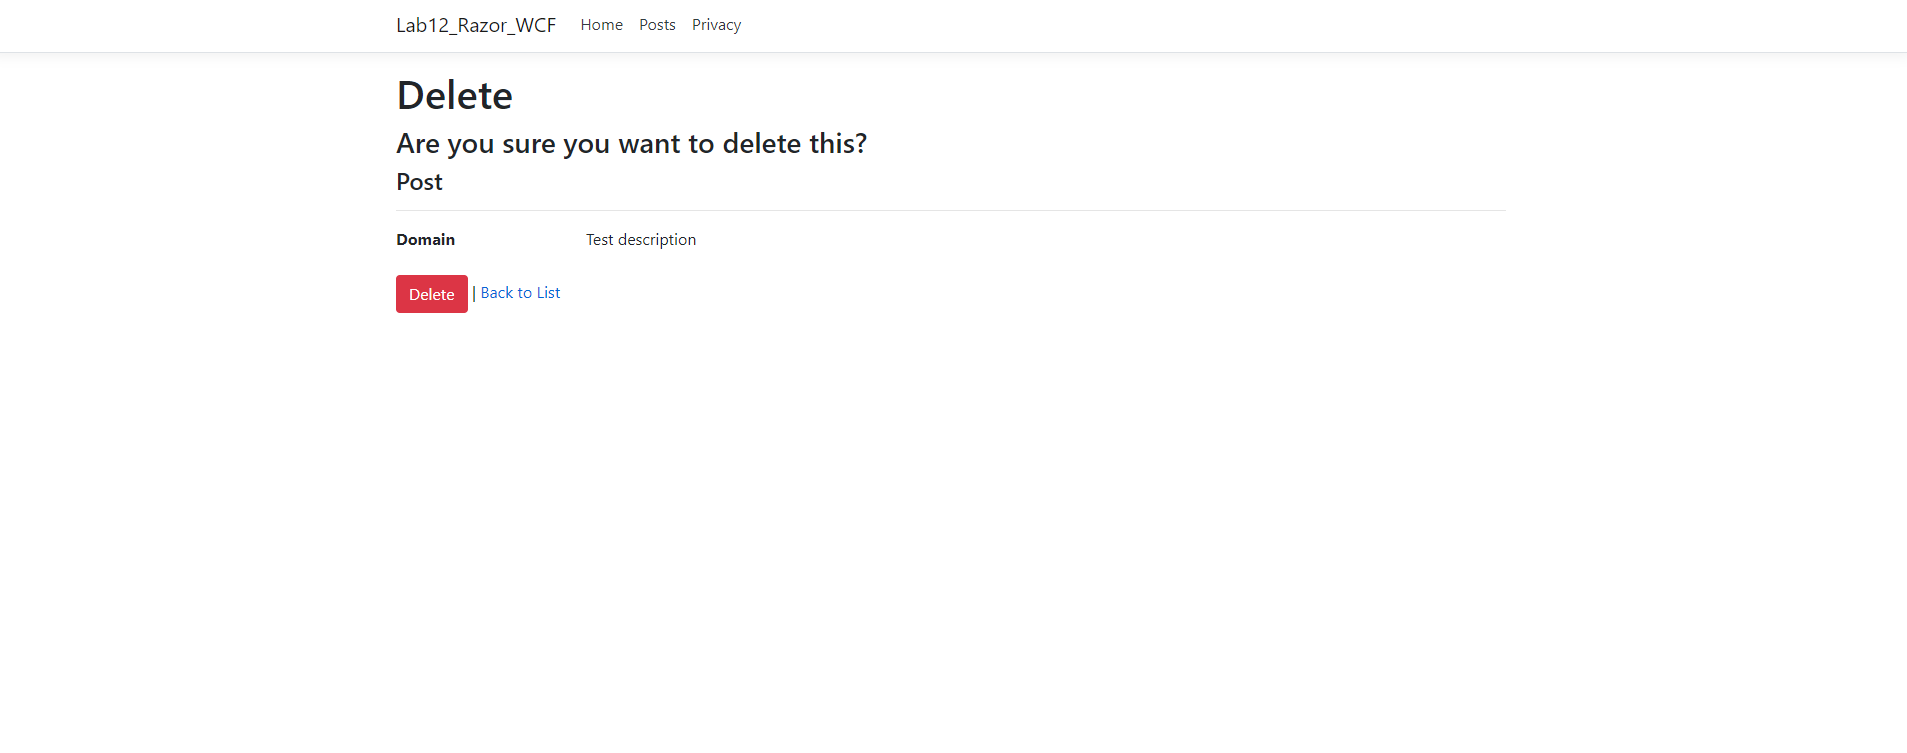 Lab12_Razor_WCF Home Posts Privacy
Delete
Are you sure you want to delete this?
Post
Domain Test description
Delete | Back to List